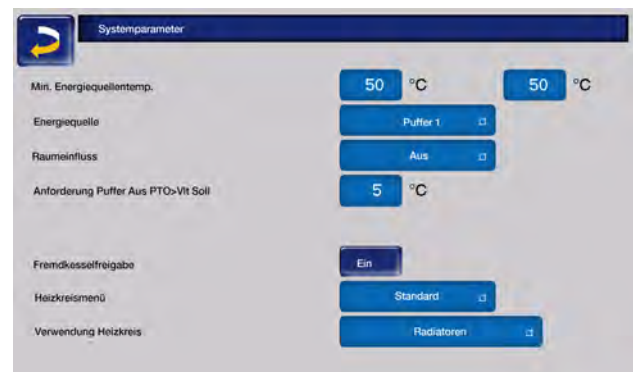 Systemparameter
Min. Energiequellentemp. 50 °C 50 °C
Energiequelle Puffer 1
Raumeinfluss Aus
Anforderung Puffer Aus PTO>Vlt Soll 5 °C
Fremdkesselfreigabe Ein
Heizkreismenü Standard
Verwendung Heizkreis Radiatoren